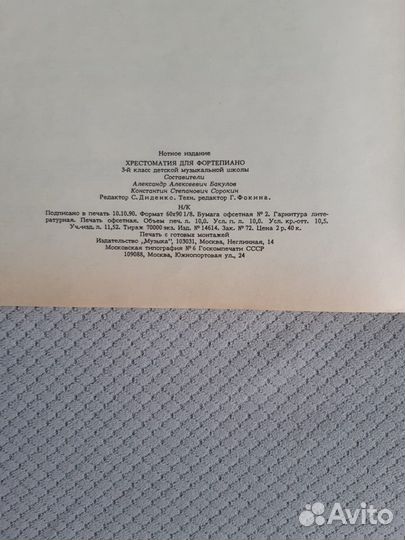 Нотное издание
ХРЕСТОМАТИЯ ДЛЯ ФОРТЕПИАНО
3-й класс детской музыкальной школы
Составители
Александр Алексеевич Бакулов
Константин Степанович Сорокин
Редактор С. Диденко. Техн. редактор Г. Фокина.
Н/К
Подписано в печать 10.10.90. Формат 60х90 1/8. Бумага офсетная № 2. Гарнитура лите-
ратурная. Печать офсетная. Объем печ. л. 10,0. Усл. п. л. 10,0. Усл. кр.-отт. 10,5.
Уч.-изд. л. 11,52. Тираж 70000 экз. Изд. № 14614. Зак. № 72. Цена 2 р. 40 к.
Печать с готовых монтажей
Издательство „Музыка", 103031, Москва, Неглинная, 14
Московская типография № 6 Госкомпечати СССР
109088, Москва, Южнопортовая ул., 24
Avito